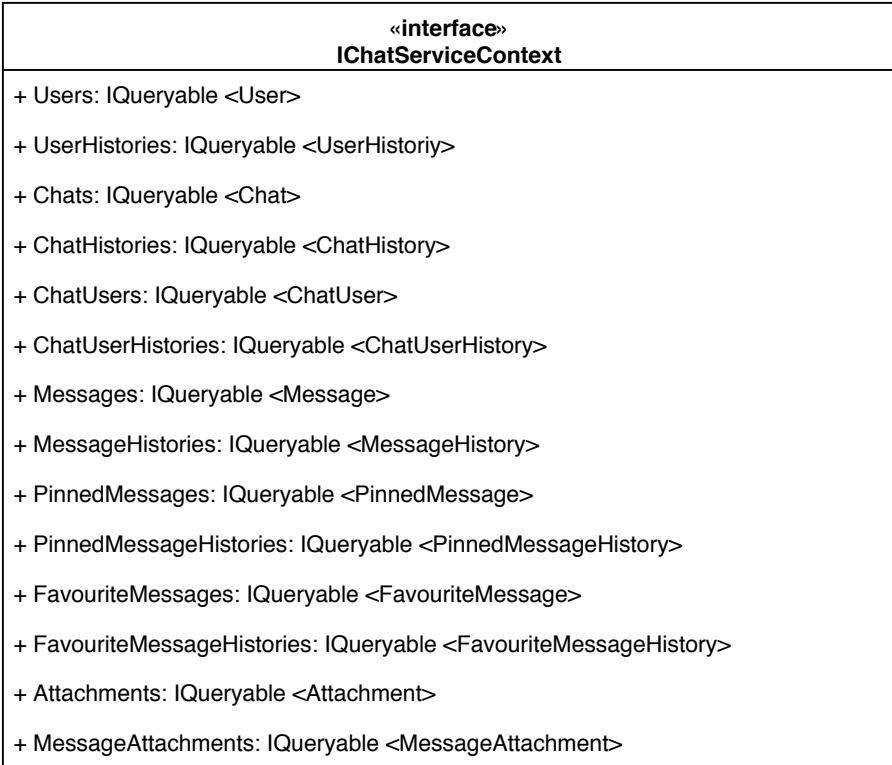 «interface»
IChatServiceContext
+ Users: IQueryable <User>
+ UserHistories: IQueryable <UserHistoriy>
+ Chats: IQueryable <Chat>
+ ChatHistories: IQueryable <ChatHistory>
+ ChatUsers: IQueryable <ChatUser>
+ ChatUserHistories: IQueryable <ChatUserHistory>
+ Messages: IQueryable <Message>
+ MessageHistories: IQueryable <MessageHistory>
+ PinnedMessages: IQueryable <PinnedMessage>
+ PinnedMessageHistories: IQueryable <PinnedMessageHistory>
+ FavouriteMessages: IQueryable <FavouriteMessage>
+ FavouriteMessageHistories: IQueryable <FavouriteMessageHistory>
+ Attachments: IQueryable <Attachment>
+ MessageAttachments: IQueryable <MessageAttachment>